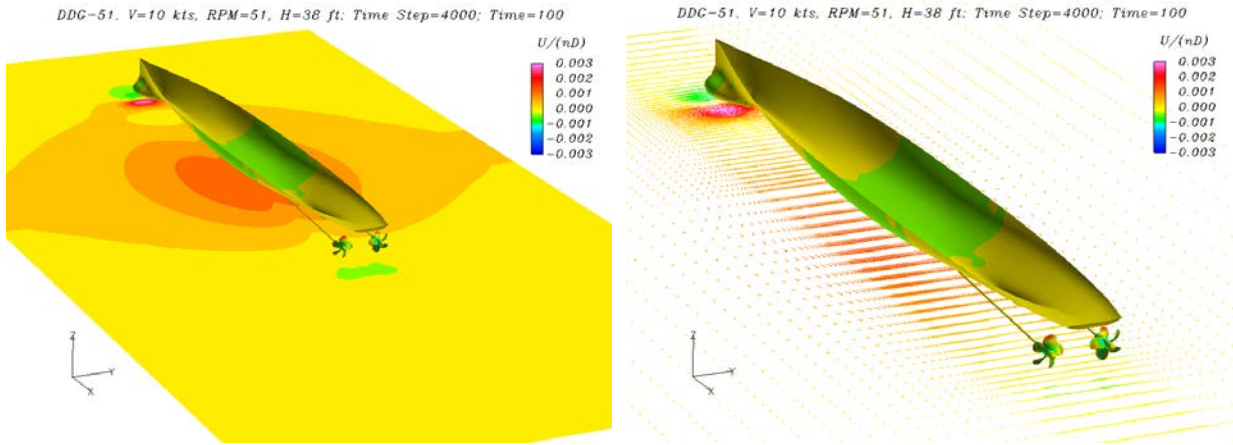 DDG-51, V=10 kts, RPM=51, H=38 ft; Time Step=4000; Time=100
U/(nD)
0.003
0.002
0.001
0.000
-0.001
-0.002
-0.003
Z
Y
X
DDG-51, V=10 kts, RPM=51, H=38 ft; Time Step=4000; Time=100
U/(nD)
0.003
0.002
0.001
0.000
-0.001
-0.002
-0.003
Z
Y
X